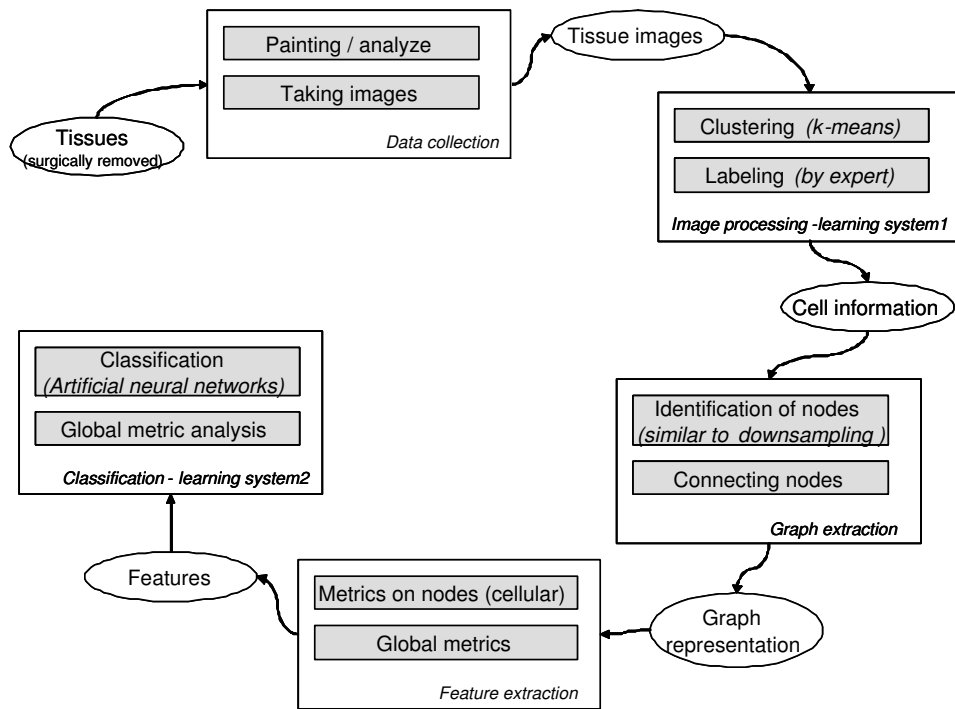 Painting / analyze
Taking images
Data collection
Tissues
(surgically removed)
Tissue images
Clustering (k-means)
Labeling (by expert)
Image processing -learning system1
Cell information
Identification of nodes
(similar to downsampling )
Connecting nodes
Graph extraction
Graph
representation
Metrics on nodes (cellular)
Global metrics
Feature extraction
Features
Classification
(Artificial neural networks)
Global metric analysis
Classification - learning system2